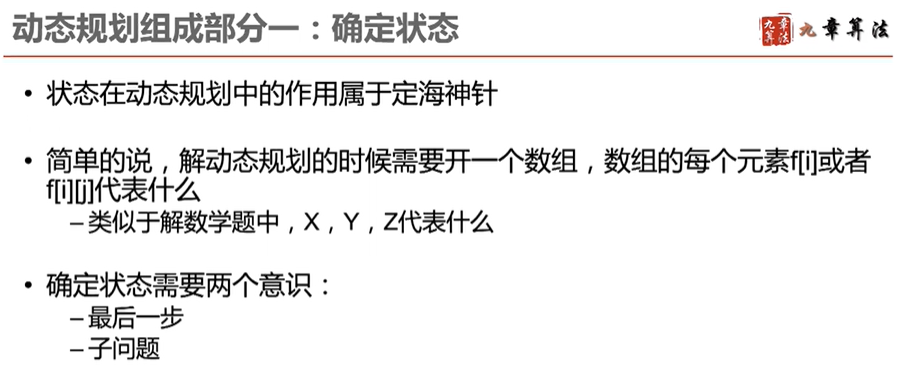 动态规划组成部分一：确定状态
九章算法
九章算法
• 状态在动态规划中的作用属于定海神针
• 简单的说，解动态规划的时候需要开一个数组，数组的每个元素f[i]或者
f[i][j]代表什么
–类似于解数学题中，X，Y，Z代表什么
• 确定状态需要两个意识：
–最后一步
–子问题